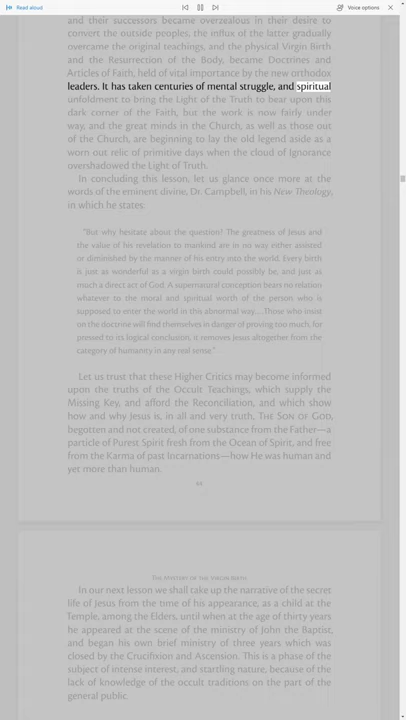 Read aloud
Voice options
and their successors became overzealous in their desire to
convert the outside peoples, the influx of the latter gradually
overcame the original teachings, and the physical Virgin Birth
and the Resurrection of the Body, became Doctrines and
Articles of Faith, held of vital importance by the new orthodox
leaders. It has taken centuries of mental struggle, and spiritual
unfoldment to bring the Light of the Truth to bear upon this
dark corner of the Faith, but the work is now fairly under
way, and the great minds in the Church, as well as those out
of the Church, are beginning to lay the old legend aside as a
worn out relic of primitive days when the cloud of Ignorance
overshadowed the Light of Truth.
In concluding this lesson, let us glance once more at the
words of the eminent divine, Dr. Campbell, in his New Theology,
in which he states:
"But why hesitate about the question? The greatness of Jesus and
the value of his revelation to mankind are in no way either assisted
or diminished by the manner of his entry into the world. Every birth
is just as wonderful as a virgin birth could possibly be, and just as
much a direct act of God. A supernatural conception bears no relation
whatever to the moral and spiritual worth of the person who is
supposed to enter the world in this abnormal way.…Those who insist
on the doctrine will find themselves in danger of proving too much, for
pressed to its logical conclusion, it removes Jesus altogether from the
category of humanity in any real sense."
Let us trust that these Higher Critics may become informed
upon the truths of the Occult Teachings, which supply the
Missing Key, and afford the Reconciliation, and which show
how and why Jesus is, in all and very truth, THE SON OF GOD,
begotten and not created, of one substance from the Father—a
particle of Purest Spirit fresh from the Ocean of Spirit, and free
from the Karma of past Incarnations—how He was human and
yet more than human.
The Mystery of the Virgin Birth
In our next lesson we shall take up the narrative of the secret
life of Jesus from the time of his appearance, as a child at the
Temple, among the Elders, until when at the age of thirty years
he appeared at the scene of the ministry of John the Baptist,
and began his own brief ministry of three years which was
closed by the Crucifixion and Ascension. This is a phase of the
subject of intense interest, and startling nature, because of the
lack of knowledge of the occult traditions on the part of the
general public.